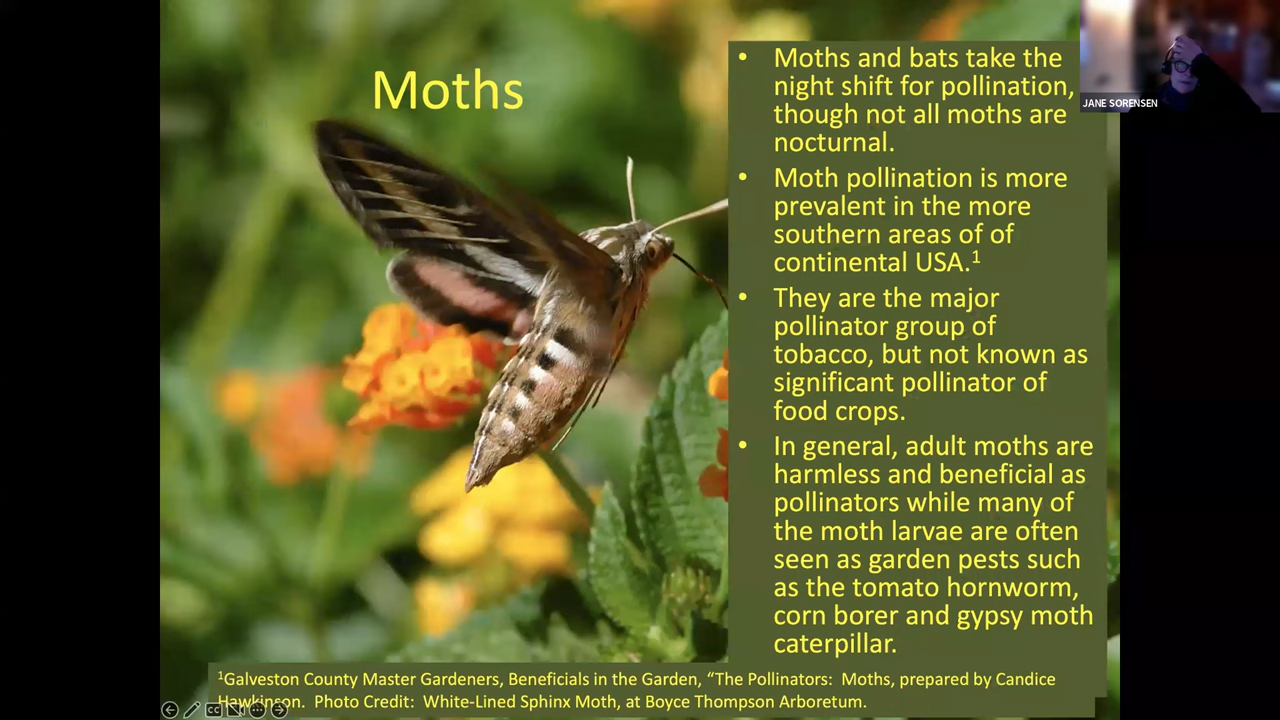 Moths
• Moths and bats take the
night shift for pollination,
though not all moths are
nocturnal.
• Moth pollination is more
prevalent in the more
southern areas of of
continental USA.¹
• They are the major
pollinator group of
tobacco, but not known as
significant pollinator of
food crops.
• In general, adult moths are
harmless and beneficial as
pollinators while many of
the moth larvae are often
seen as garden pests such
as the tomato hornworm,
corn borer and gypsy moth
caterpillar.
JANE SORENSEN
¹Galveston County Master Gardeners, Beneficials in the Garden, “The Pollinators: Moths, prepared by Candice
Hawkinson. Photo Credit: White-Lined Sphinx Moth, at Boyce Thompson Arboretum.
CC